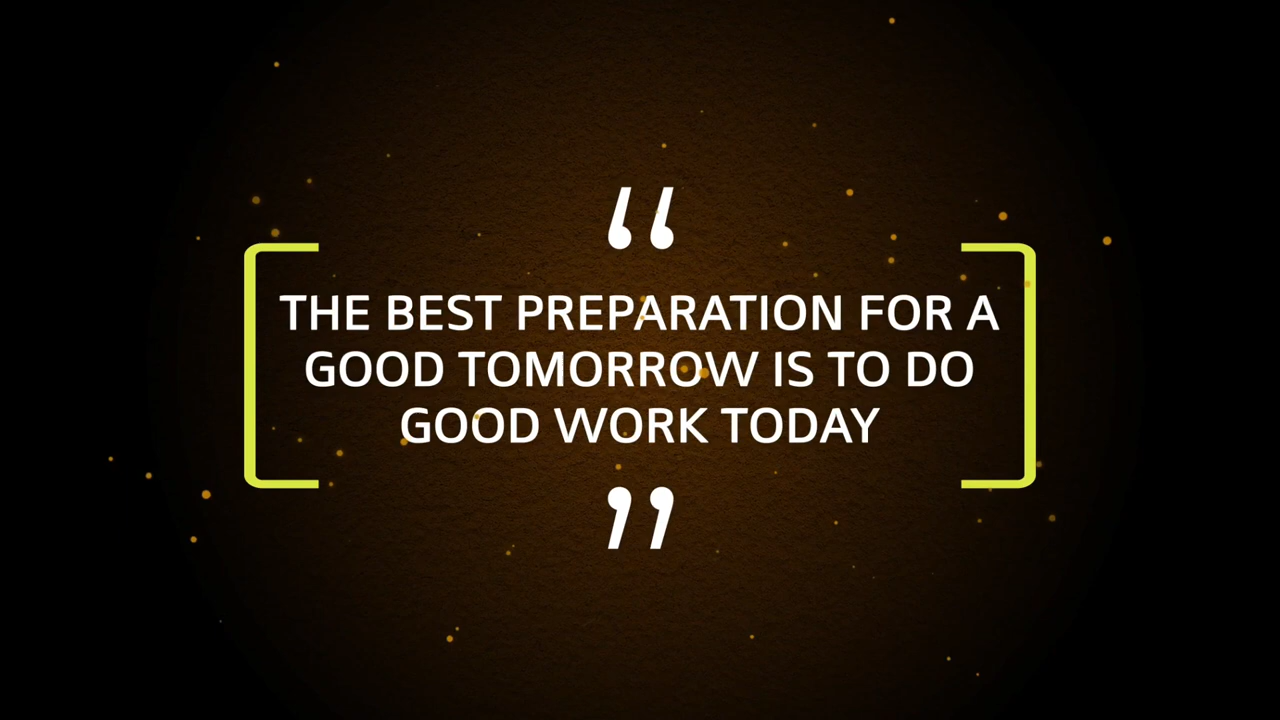 “
THE BEST PREPARATION FOR A
GOOD TOMORROW IS TO DO
GOOD WORK TODAY
”